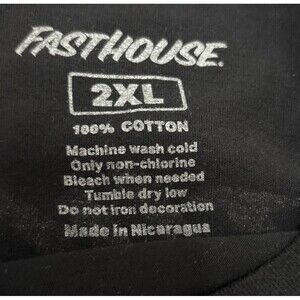 FASTHOUSE.
2XL
100% COTTON
Machine wash cold
Only non-chlorine
Bleach when needed
Tumble dry low
Do not iron decoration
Made in Nicaragua